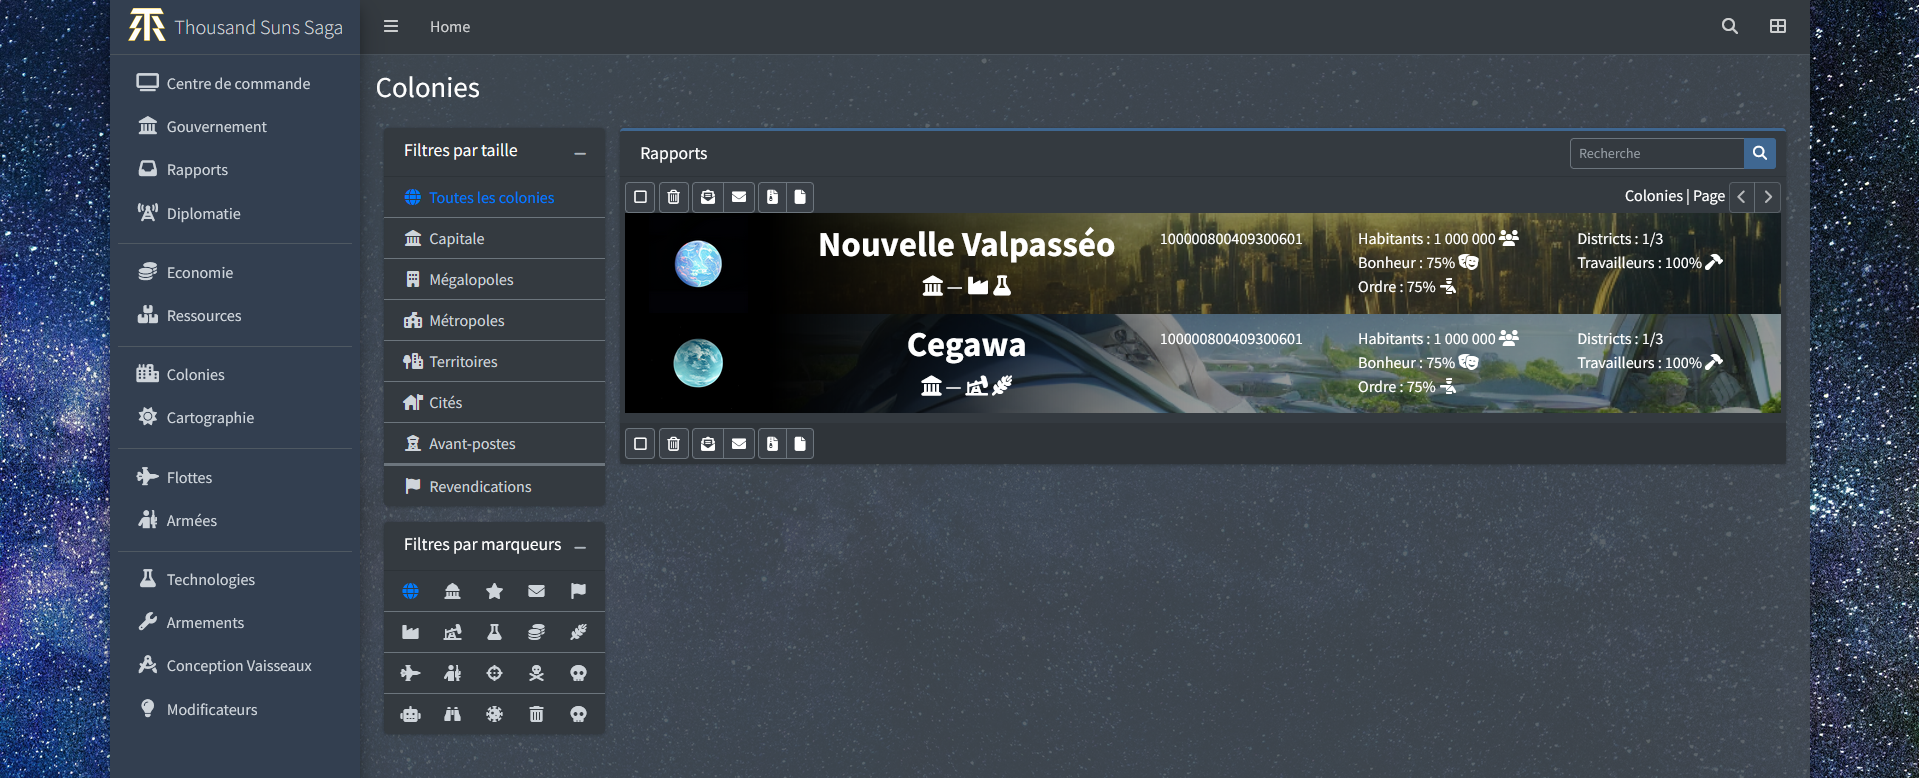 Thousand Suns Saga
Home
Centre de commande
Gouvernement
Rapports
Diplomatie
Economie
Ressources
Colonies
Cartographie
Flottes
Armées
Technologies
Armements
Conception Vaisseaux
Modificateurs
Colonies
Filtres par taille
Toutes les colonies
Capitale
Mégalopoles
Métropoles
Territoires
Cités
Avant-postes
Revendications
Filtres par marqueurs
Rapports
Recherche
Colonies | Page
Nouvelle Valpasséo
—
100000800409300601
Habitants : 1 000 000
Bonheur : 75%
Ordre : 75%
Districts : 1/3
Travailleurs : 100%
Cegawa
—
100000800409300601
Habitants : 1 000 000
Bonheur : 75%
Ordre : 75%
Districts : 1/3
Travailleurs : 100%